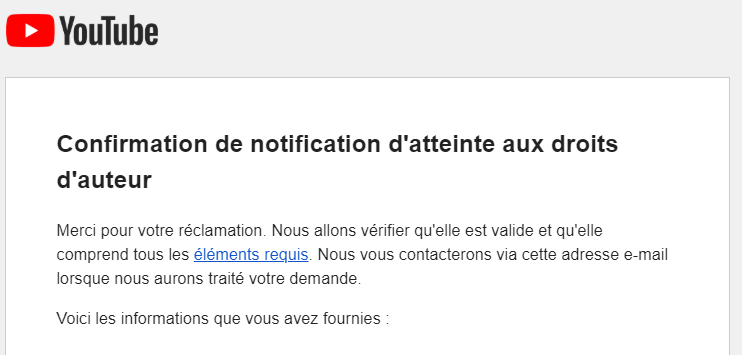 YouTube
Confirmation de notification d'atteinte aux droits
d'auteur
Merci pour votre réclamation. Nous allons vérifier qu'elle est valide et qu'elle
comprend tous les éléments requis. Nous vous contacterons via cette adresse e-mail
lorsque nous aurons traité votre demande.
Voici les informations que vous avez fournies :